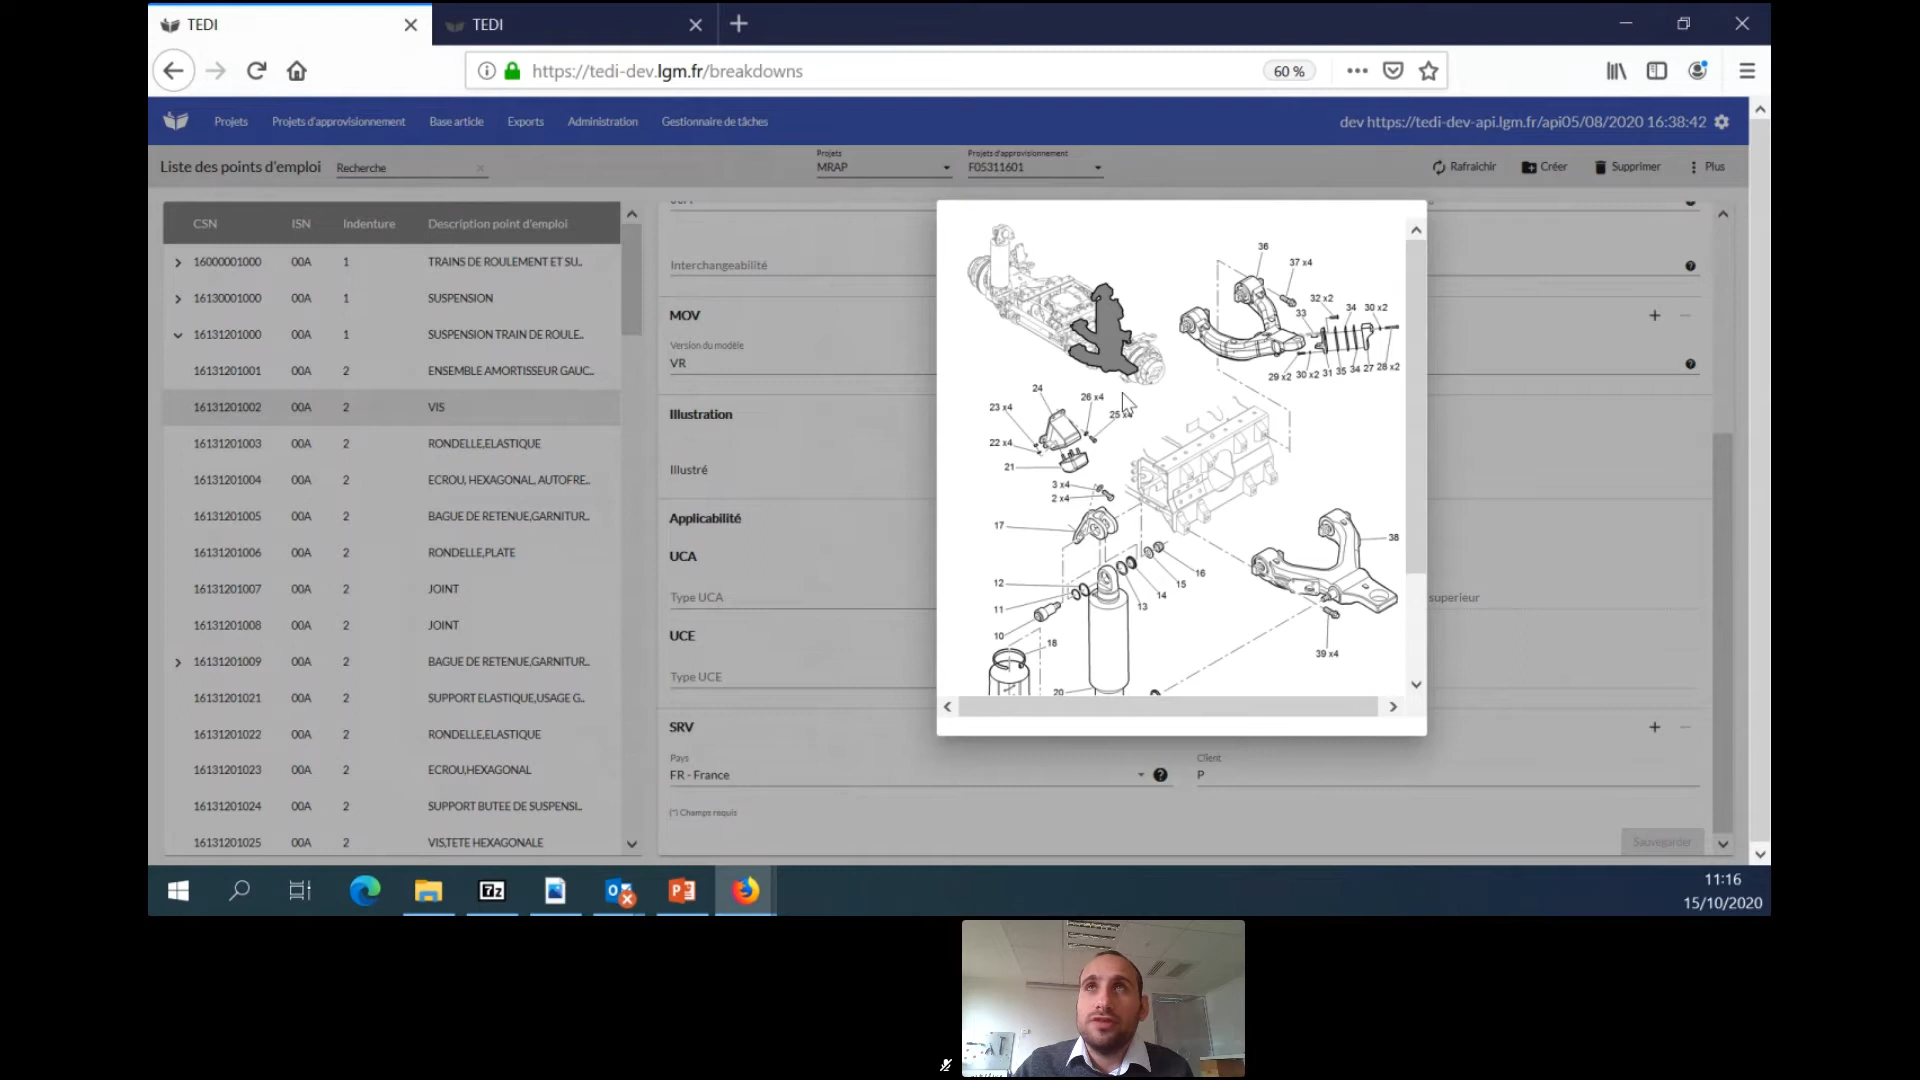 TEDI
TEDI
https://tedi-dev.lgm.fr/breakdowns
60 %
Projets
Projets d'approvisionnement
Base article
Exports
Administration
Gestionnaire de tâches
dev https://tedi-dev-api.lgm.fr/api05/08/2020 16:38:42
Liste des points d'emploi
Recherche
Projets
MRAP
Projets d'approvisionnement
F05311601
Rafraichir
Créer
Supprimer
Plus
CSN ISN Indenture Description point d'emploi
16000001000 00A 1 TRAINS DE ROULEMENT ET SU..
16130001000 00A 1 SUSPENSION
16131201000 00A 1 SUSPENSION TRAIN DE ROULE..
16131201001 00A 2 ENSEMBLE AMORTISSEUR GAUC..
16131201002 00A 2 VIS
16131201003 00A 2 RONDELLE,ELASTIQUE
16131201004 00A 2 ECROU, HEXAGONAL, AUTOFRE..
16131201005 00A 2 BAGUE DE RETENUE,GARNITUR..
16131201006 00A 2 RONDELLE,PLATE
16131201007 00A 2 JOINT
16131201008 00A 2 JOINT
16131201009 00A 2 BAGUE DE RETENUE,GARNITUR..
16131201021 00A 2 SUPPORT ELASTIQUE,USAGE G..
16131201022 00A 2 RONDELLE,ELASTIQUE
16131201023 00A 2 ECROU,HEXAGONAL
16131201024 00A 2 SUPPORT BUTEE DE SUSPENSI..
16131201025 00A 2 VIS,TETE HEXAGONALE
Interchangeabilité
MOV
Version du modèle
VR
Illustration
Illustré
Applicabilité
UCA
Type UCA
superieur
UCE
Type UCE
SRV
Pays
FR - France
Client
P
(*) Champs requis
Sauvegarder
36
37 x4
32 x2
34
30 x2
33
29 x2 30 x2 31 35 34 27 28 x2
24
26 x4
23 x4
25 x4
22 x4
21
3 x4
2 x4
17
38
16
12
15
14
11
13
10
18
39 x4
20
7z
11:16
15/10/2020